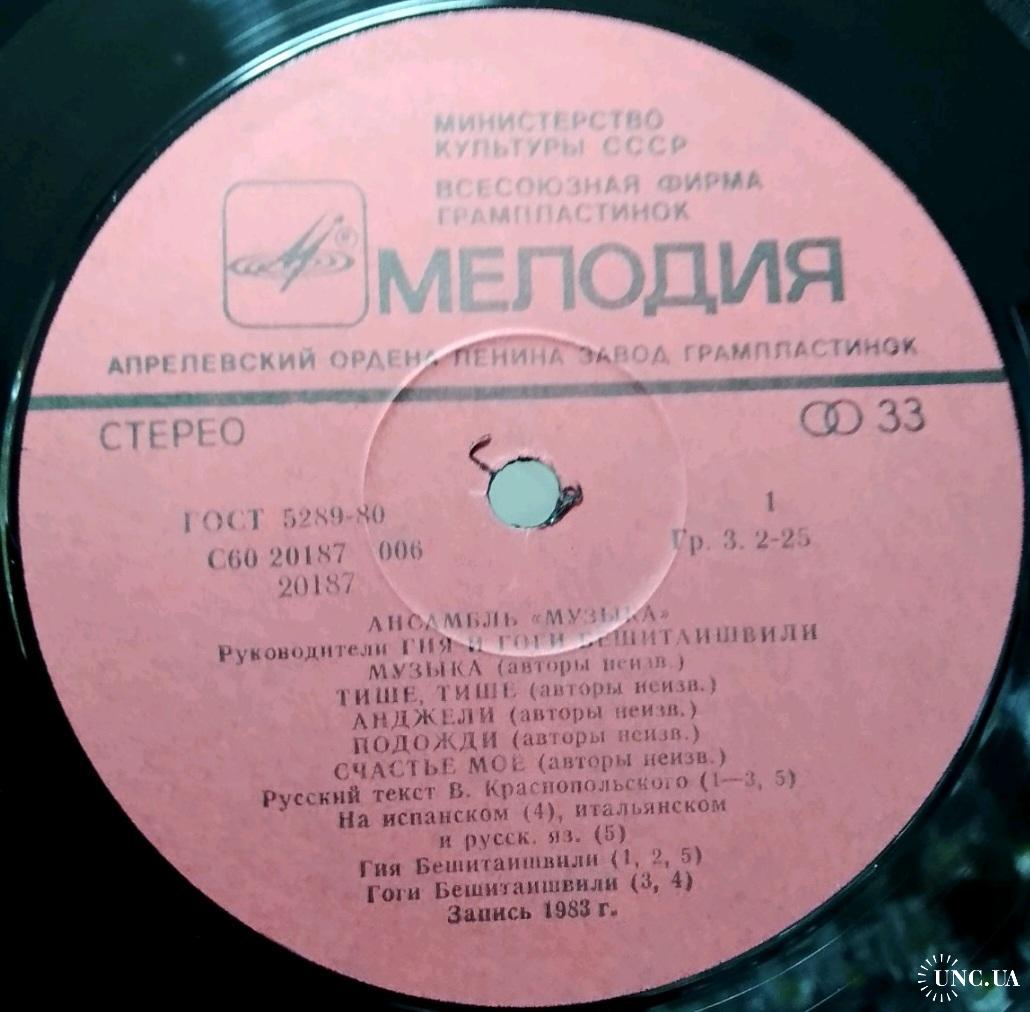 МИНИСТЕРСТВО
КУЛЬТУРЫ СССР
ВСЕСОЮЗНАЯ ФИРМА
ГРАМПЛАСТИНОК
МЕЛОДИЯ
АПРЕЛЕВСКИЙ ОРДЕНА ЛЕНИНА ЗАВОД ГРАМПЛАСТИНОК
СТЕРЕО
33
ГОСТ 5289-80
1
С60 20187 006
Гр. 3. 2-25
20187
АНСАМБЛЬ «МУЗЫКА»
Руководители ГИЯ И ГОГИ БЕШИТАИШВИЛИ
МУЗЫКА (авторы неизв.)
ТИШЕ, ТИШЕ (авторы неизв.)
АНДЖЕЛИ (авторы неизв.)
ПОДОЖДИ (авторы неизв.)
СЧАСТЬЕ МОЕ (авторы неизв.)
Русский текст В. Краснопольского (1—3, 5)
На испанском (4), итальянском
и русск. яз. (5)
Гия Бешитаишвили (1, 2, 5)
Гоги Бешитаишвили (3, 4)
Запись 1983 г.
UNC.UA